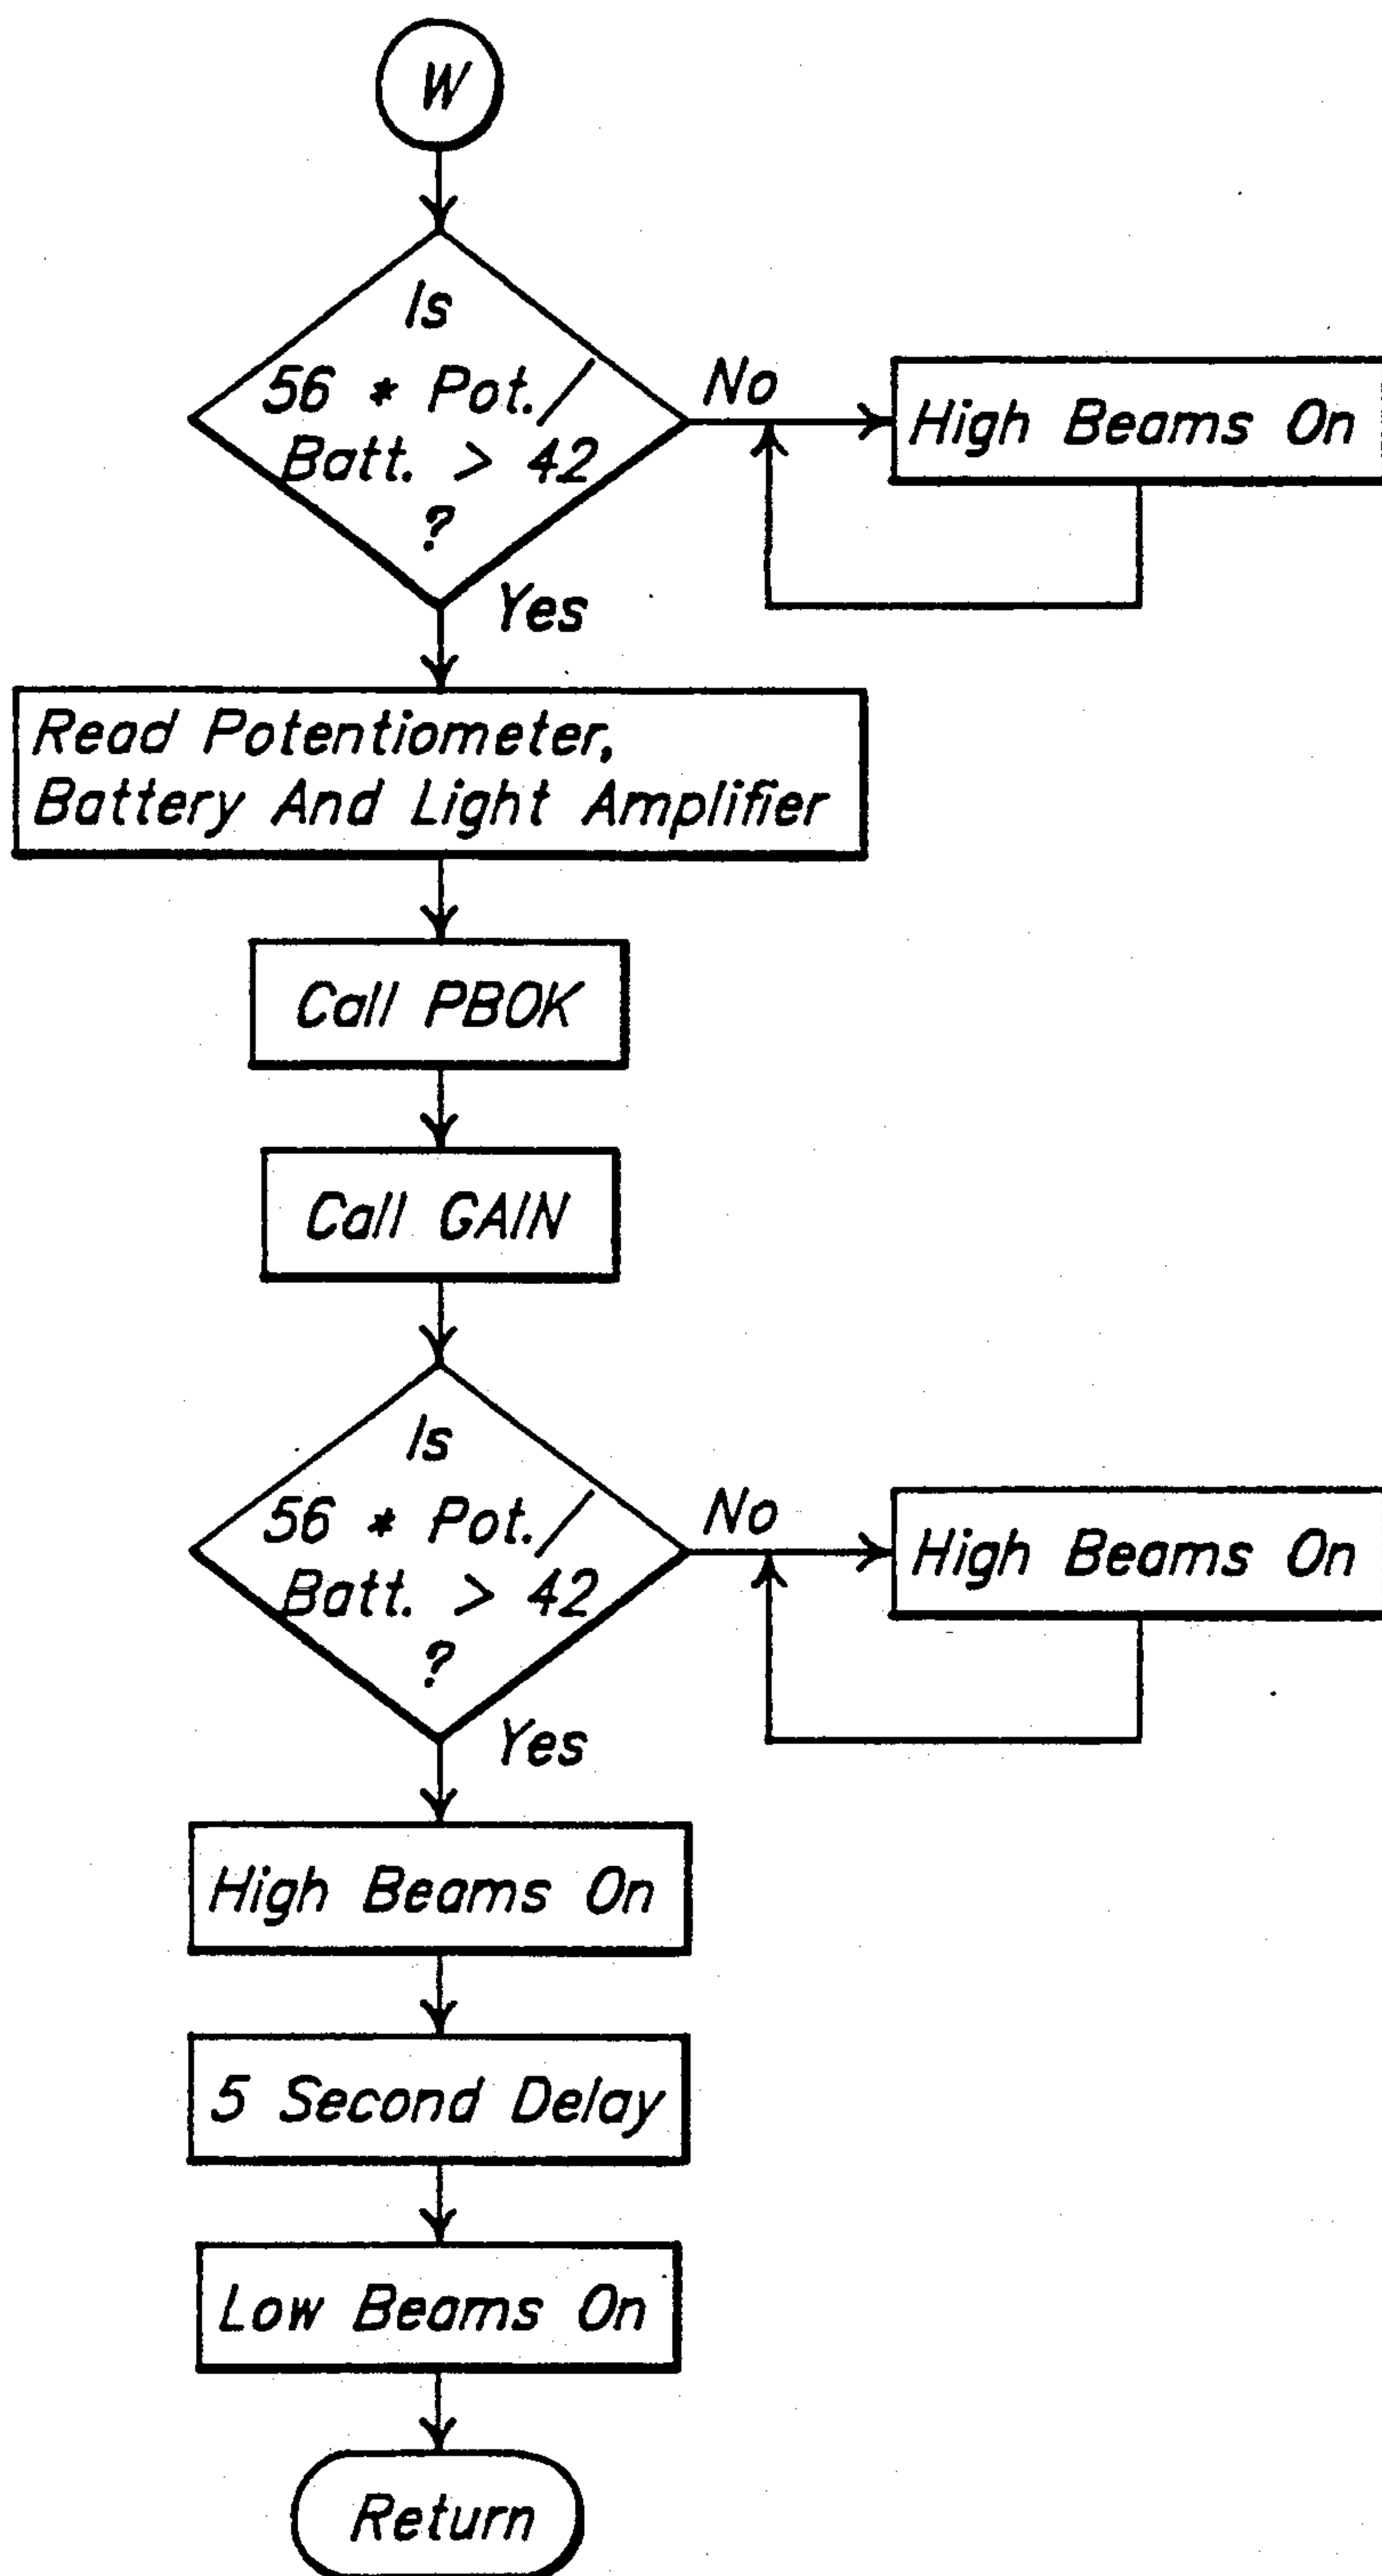 W
Is
56 * Pot./
Batt. > 42
?
No
High Beams On
Yes
Read Potentiometer,
Battery And Light Amplifier
Call PBOK
Call GAIN
Is
56 * Pot./
Batt. > 42
?
No
High Beams On
Yes
High Beams On
5 Second Delay
Low Beams On
Return